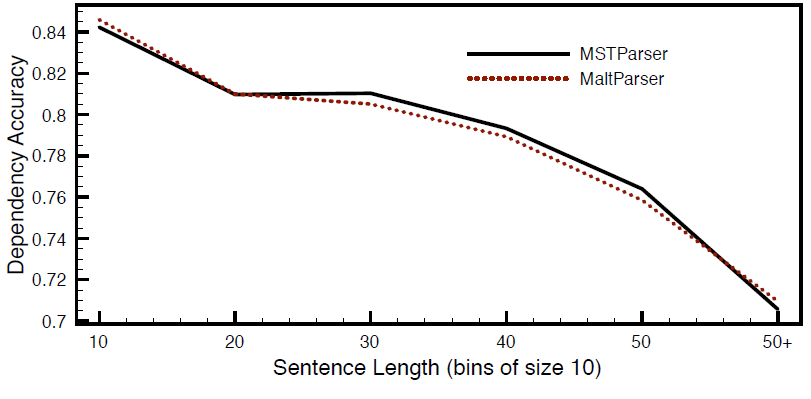 Dependency Accuracy
0.84
0.82
0.8
0.78
0.76
0.74
0.72
0.7
MSTParser
MaltParser
10 20 30 40 50 50+
Sentence Length (bins of size 10)